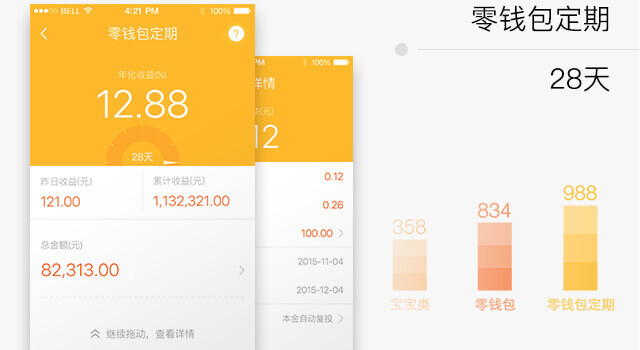 BELL 4:21 PM 100%
零钱包定期 ?
年化收益(%)
12.88
28天
昨日收益(元) 累计收益(元)
121.00 1,132,321.00
总金额(元)
82,313.00
继续拖动，查看详情
PM 100%
详情
12
0.12
0.26
100.00
2015-11-04
2015-12-04
本金自动复投
零钱包定期
28天
358 834 988
宝宝类 零钱包 零钱包定期